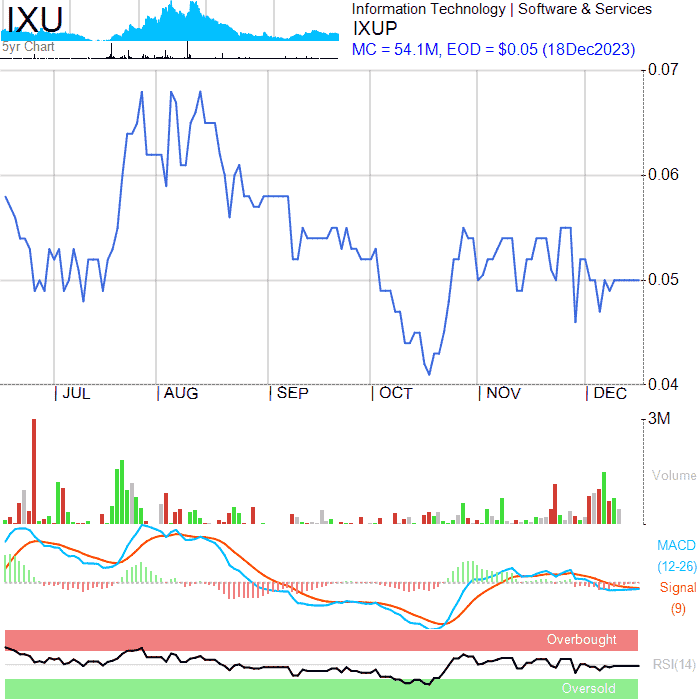 IXU
5yr Chart
Information Technology | Software & Services
IXUP
MC = 54.1M, EOD = $0.05 (18Dec2023)
0.07
0.06
0.05
0.04
JUL
AUG
SEP
OCT
NOV
DEC
3M
Volume
MACD
(12-26)
Signal
(9)
Overbought
RSI(14)
Oversold